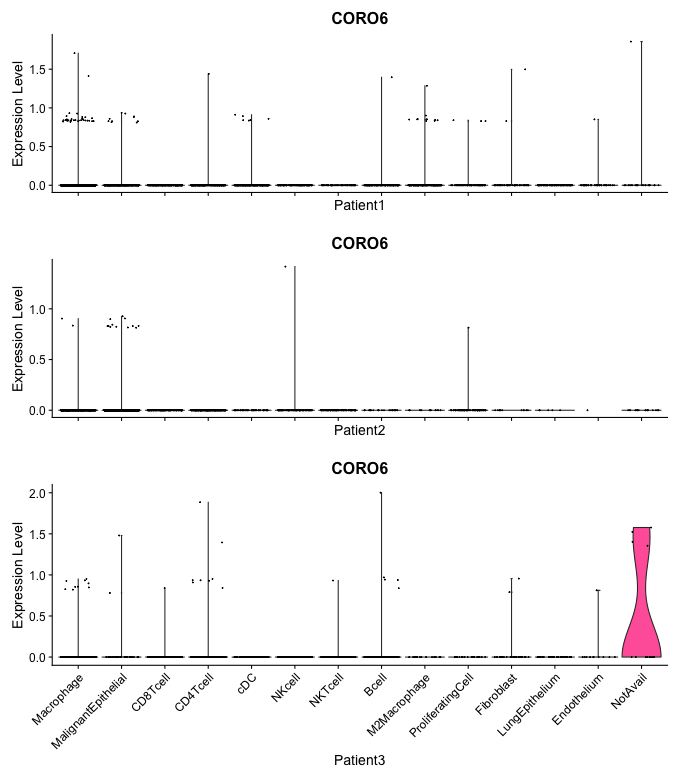 CORO6
Expression Level
1.5
1.0
0.5
0.0
Patient1
CORO6
Expression Level
1.0
0.5
0.0
Patient2
CORO6
Expression Level
2.0
1.5
1.0
0.5
0.0
Macrophage
MalignantEpithelial
CD8Tcell
CD4Tcell
cDC
NKcell
NKTcell
Bcell
M2Macrophage
ProliferatingCell
Fibroblast
LungEpithelium
Endothelium
NotAvail
Patient3